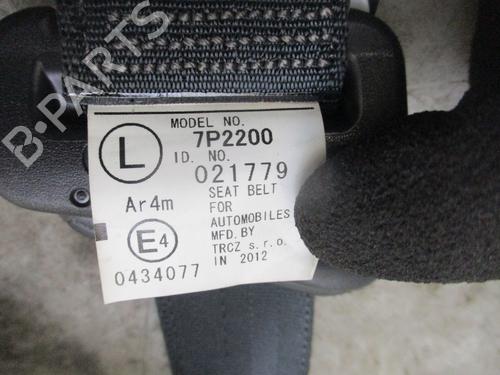 B-PARTS
MODEL NO.
7P2200
L
ID. NO.
021779
Ar4m
SEAT BELT
FOR
AUTOMOBILES
E4
MFD. BY
TRCZ s.r.o.
0434077
IN 2012